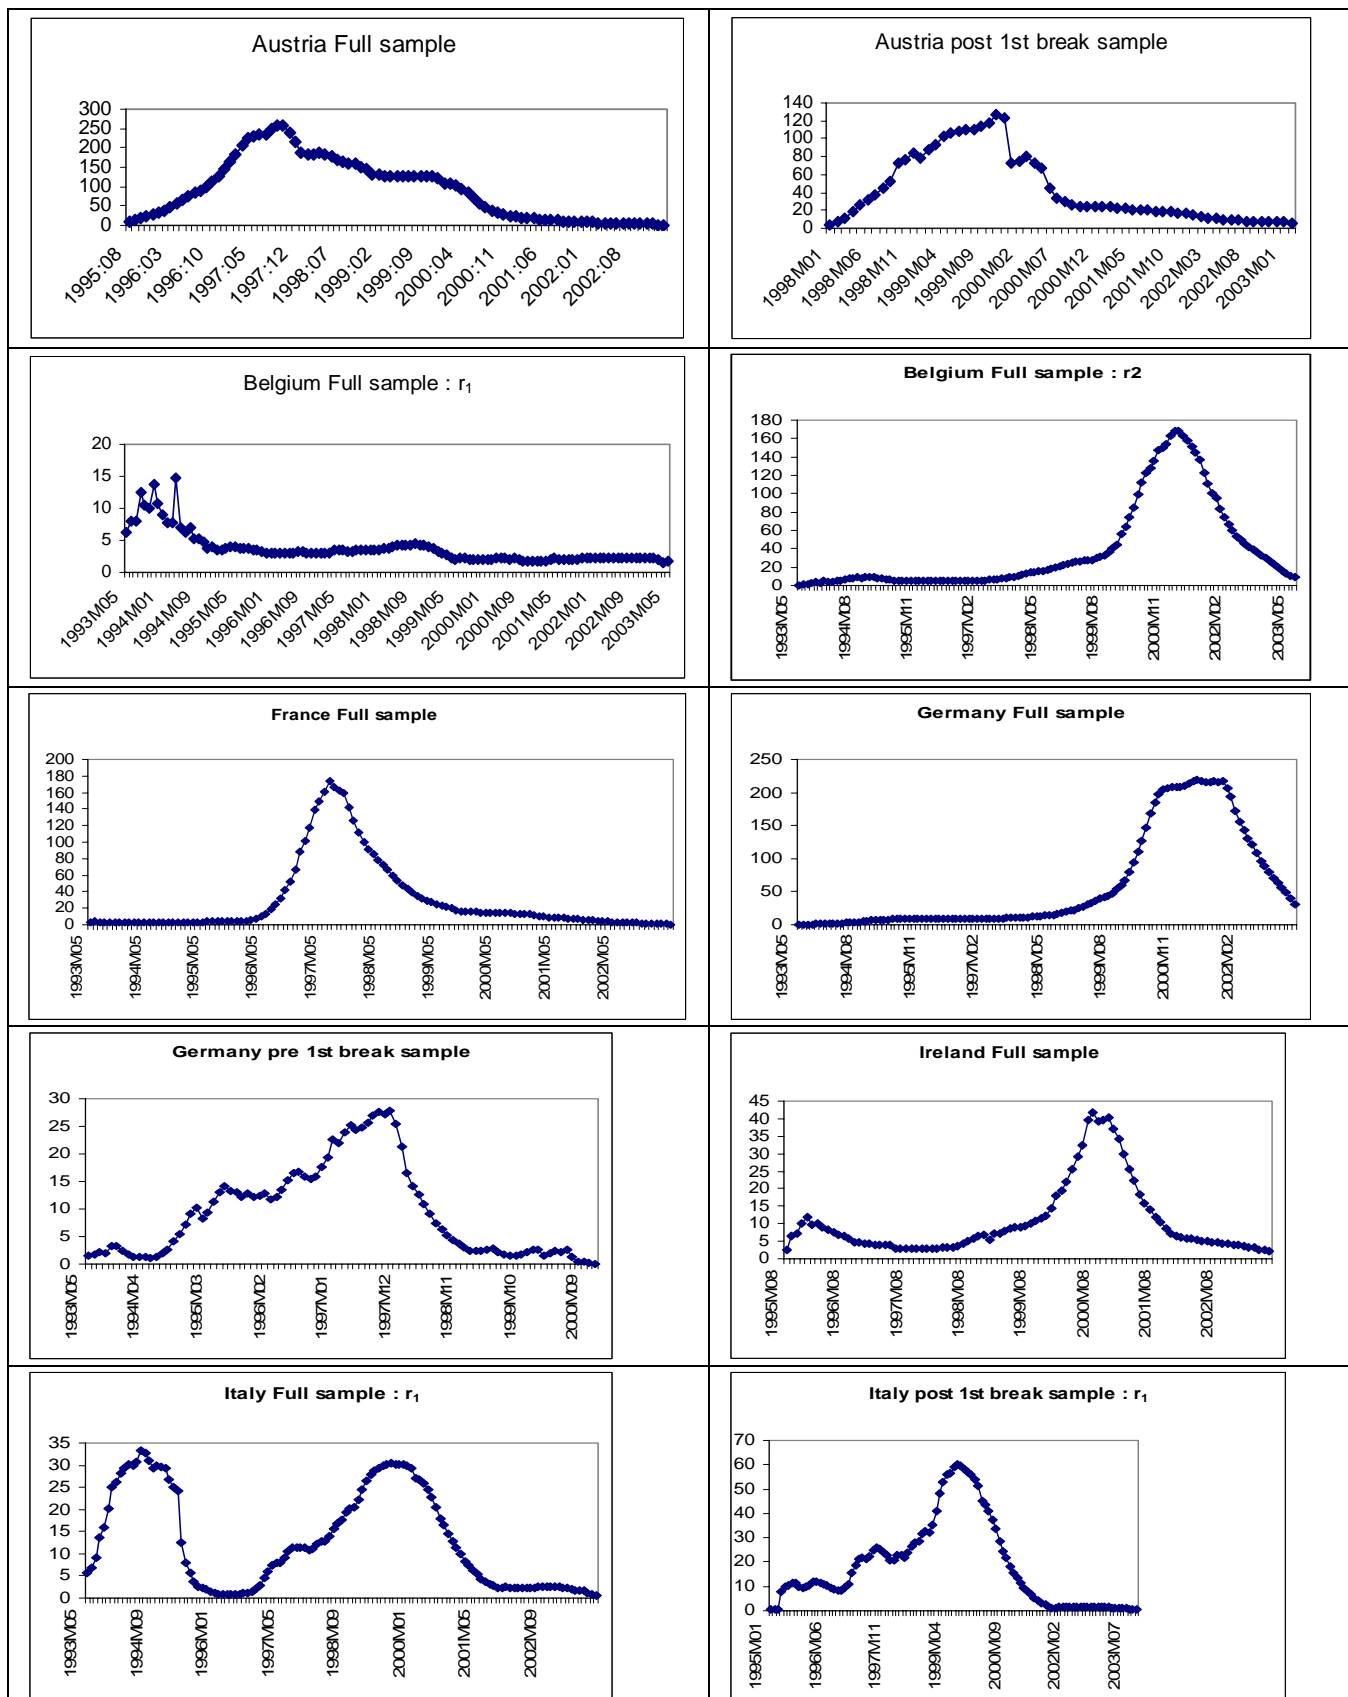 Austria Full sample
300
250
200
150
100
50
0
1995:08
1996:03
1996:10
1997:05
1997:12
1998:07
1999:02
1999:09
2000:04
2000:11
2001:06
2002:01
2002:08
Austria post 1st break sample
140
120
100
80
60
40
20
0
1998M01
1998M06
1998M11
1999M04
1999M09
2000M02
2000M07
2000M12
2001M05
2001M10
2002M03
2002M08
2003M01
Belgium Full sample : r₁
20
15
10
5
0
1993M05
1994M01
1994M09
1995M05
1996M01
1996M09
1997M05
1998M01
1998M09
1999M05
2000M01
2000M09
2001M05
2002M01
2002M09
2003M05
Belgium Full sample : r2
180
160
140
120
100
80
60
40
20
0
1993M05
1994M08
1995M11
1997M02
1998M05
1999M08
2000M11
2002M02
2003M05
France Full sample
200
180
160
140
120
100
80
60
40
20
0
1993M05
1994M05
1995M05
1996M05
1997M05
1998M05
1999M05
2000M05
2001M05
2002M05
Germany Full sample
250
200
150
100
50
0
1993M05
1994M08
1995M11
1997M02
1998M05
1999M08
2000M11
2002M02
Germany pre 1st break sample
30
25
20
15
10
5
0
1993M05
1994M04
1995M03
1996M02
1997M01
1997M12
1998M11
1999M10
2000M09
Ireland Full sample
45
40
35
30
25
20
15
10
5
0
1995M08
1996M08
1997M08
1998M08
1999M08
2000M08
2001M08
2002M08
Italy Full sample : r₁
35
30
25
20
15
10
5
0
1993M05
1994M09
1996M01
1997M05
1998M09
2000M01
2001M05
2002M09
Italy post 1st break sample : r₁
70
60
50
40
30
20
10
0
1995M01
1996M06
1997M11
1999M04
2000M09
2002M02
2003M07